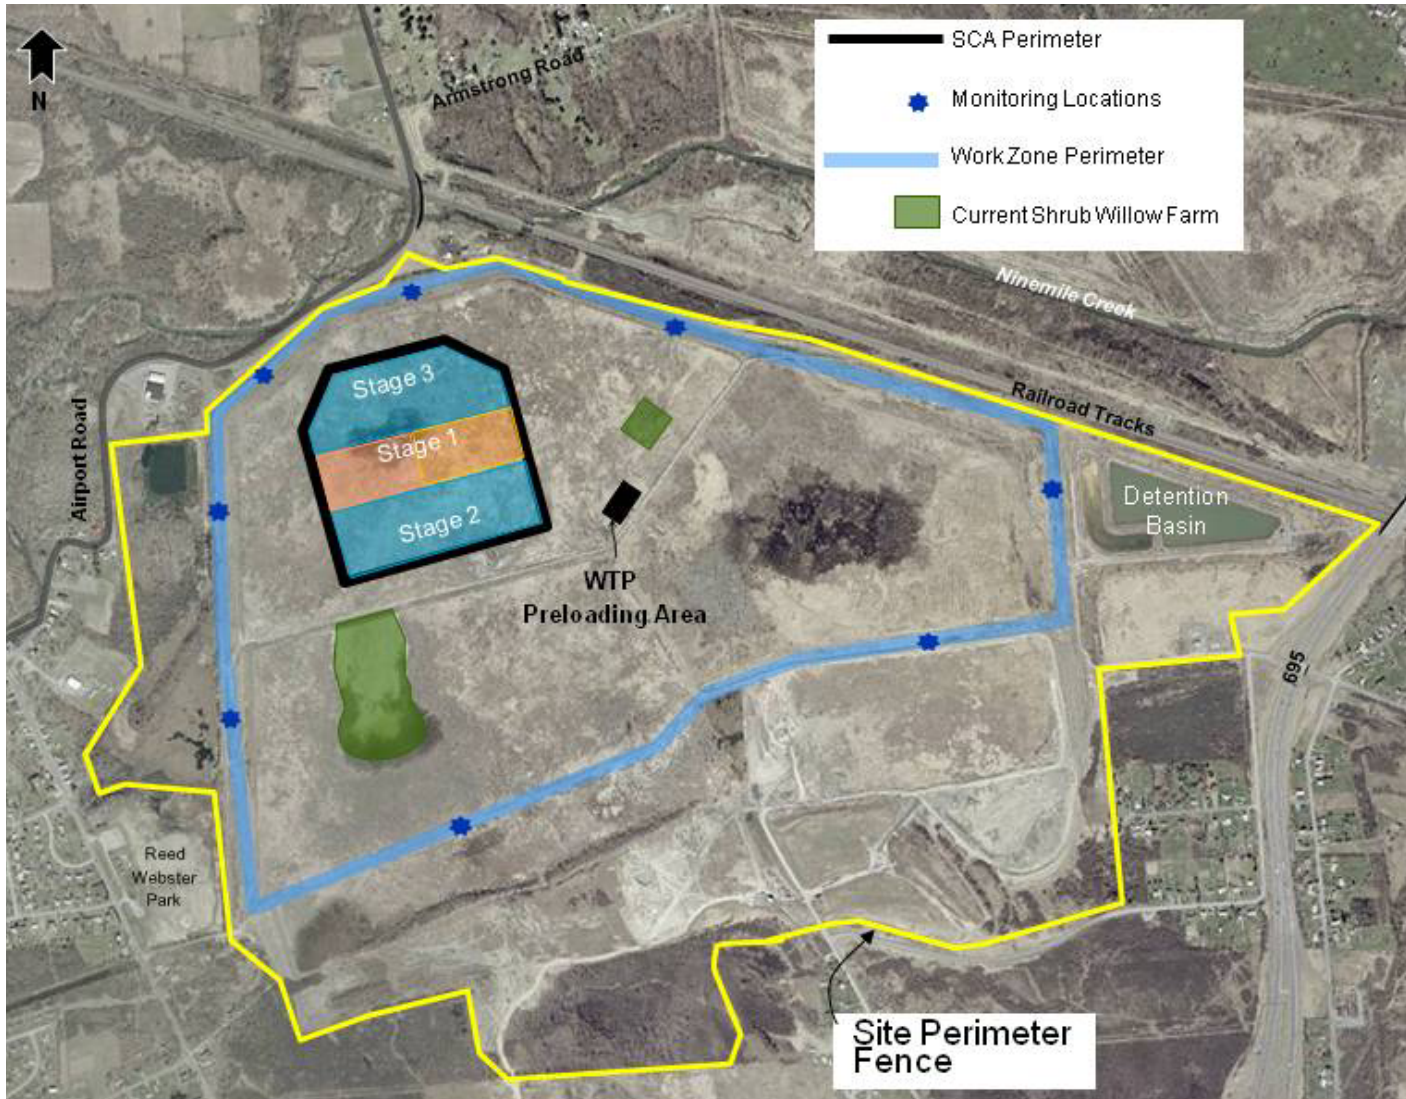 SCA Perimeter
Monitoring Locations
Work Zone Perimeter
Current Shrub Willow Farm
N
Armstrong Road
Ninemile Creek
Railroad Tracks
Airport Road
Stage 3
Stage 1
Stage 2
Detention
Basin
WTP
Preloading Area
695
Reed
Webster
Park
Site Perimeter
Fence